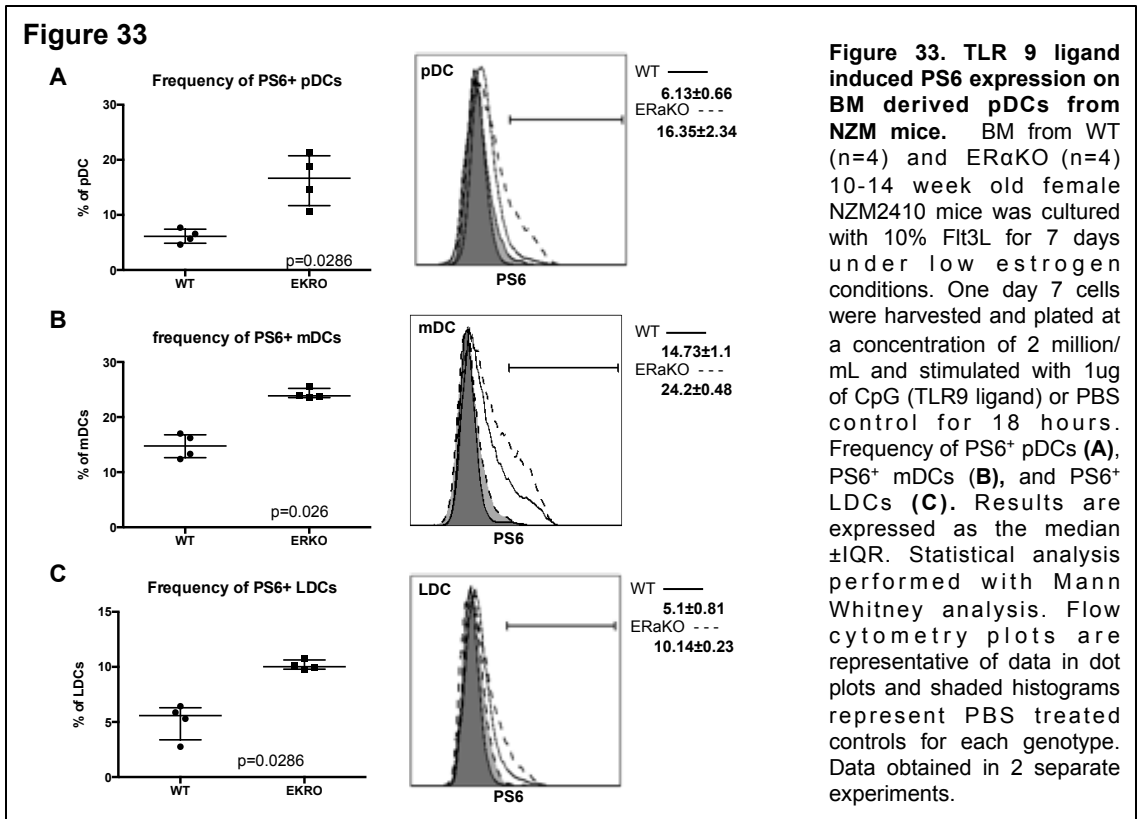 Figure 33
A
Frequency of PS6+ pDCs
% of pDC
30
20
10
0
p=0.0286
WT
EKRO
pDC
PS6
WT
6.13±0.66
ERaKO - - -
16.35±2.34
B
frequency of PS6+ mDCs
% of mDCs
30
20
10
0
p=0.026
WT
ERKO
mDC
PS6
WT
14.73±1.1
ERaKO - - -
24.2±0.48
C
Frequency of PS6+ LDCs
% of LDCs
15
10
5
0
p=0.0286
WT
EKRO
LDC
PS6
WT
5.1±0.81
ERaKO - - -
10.14±0.23
Figure 33. TLR 9 ligand
induced PS6 expression on
BM derived pDCs from
NZM mice. BM from WT
(n=4) and ERαKO (n=4)
10-14 week old female
NZM2410 mice was cultured
with 10% Flt3L for 7 days
under low estrogen
conditions. One day 7 cells
were harvested and plated at
a concentration of 2 million/
mL and stimulated with 1ug
of CpG (TLR9 ligand) or PBS
control for 18 hours.
Frequency of PS6⁺ pDCs (A),
PS6⁺ mDCs (B), and PS6⁺
LDCs (C). Results are
expressed as the median
±IQR. Statistical analysis
performed with Mann
Whitney analysis. Flow
cytometry plots are
representative of data in dot
plots and shaded histograms
represent PBS treated
controls for each genotype.
Data obtained in 2 separate
experiments.